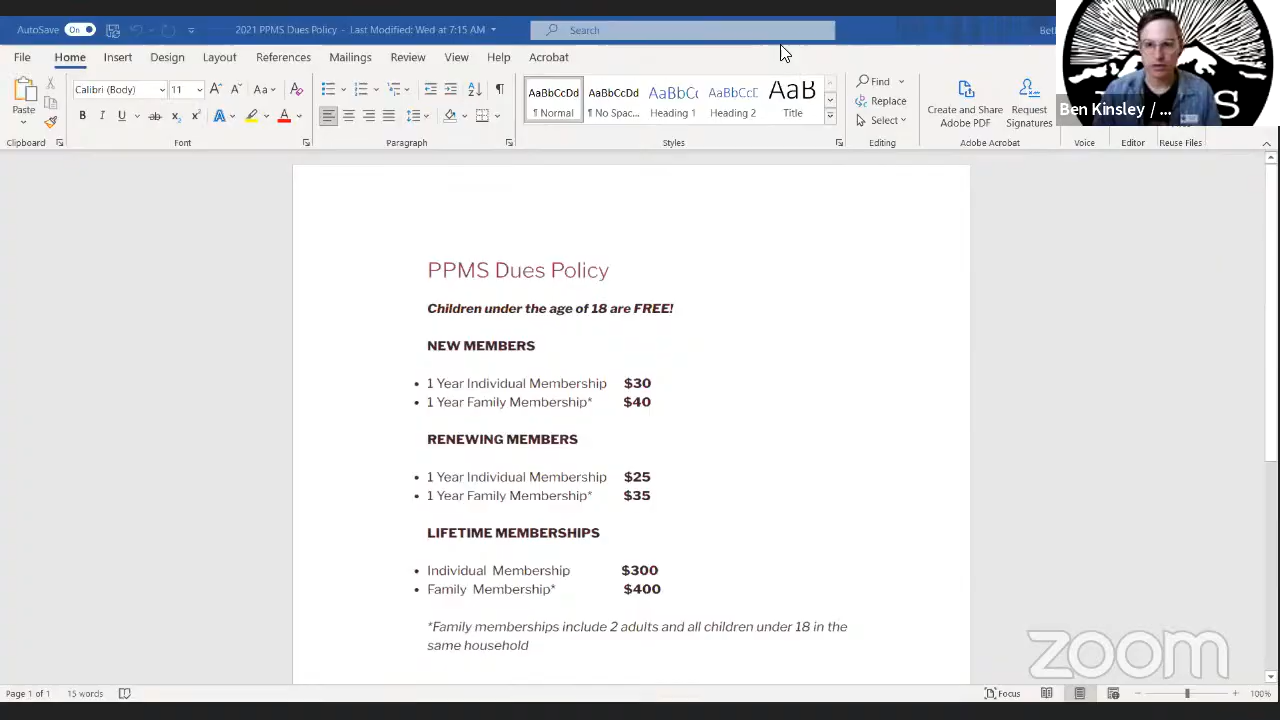 AutoSave On 2021 PPMS Dues Policy - Last Modified: Wed at 7:15 AM Search
File Home Insert Design Layout References Mailings Review View Help Acrobat
Calibri (Body) 11 Aa AaBbCcDd AaBbCcDd AaBbCc AaBbCcD AaB Find
Paste Replace Create and Share Request
¶ Normal ¶ No Spac... Heading 1 Heading 2 Title Select Adobe PDF Signatures
Clipboard Font Paragraph Styles Editing Adobe Acrobat Voice Editor Reuse Files
Ben Kinsley / ... S
PPMS Dues Policy
Children under the age of 18 are FREE!
NEW MEMBERS
• 1 Year Individual Membership $30
• 1 Year Family Membership* $40
RENEWING MEMBERS
• 1 Year Individual Membership $25
• 1 Year Family Membership* $35
LIFETIME MEMBERSHIPS
• Individual Membership $300
• Family Membership* $400
*Family memberships include 2 adults and all children under 18 in the
same household
zoom
Page 1 of 1 15 words Focus 100%